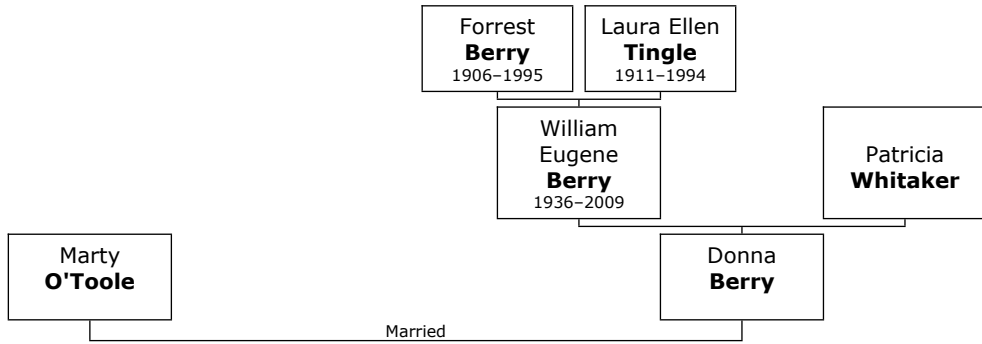 Forrest
Berry
1906–1995
Laura Ellen
Tingle
1911–1994
William
Eugene
Berry
1936–2009
Patricia
Whitaker
Marty
O'Toole
Donna
Berry
Married